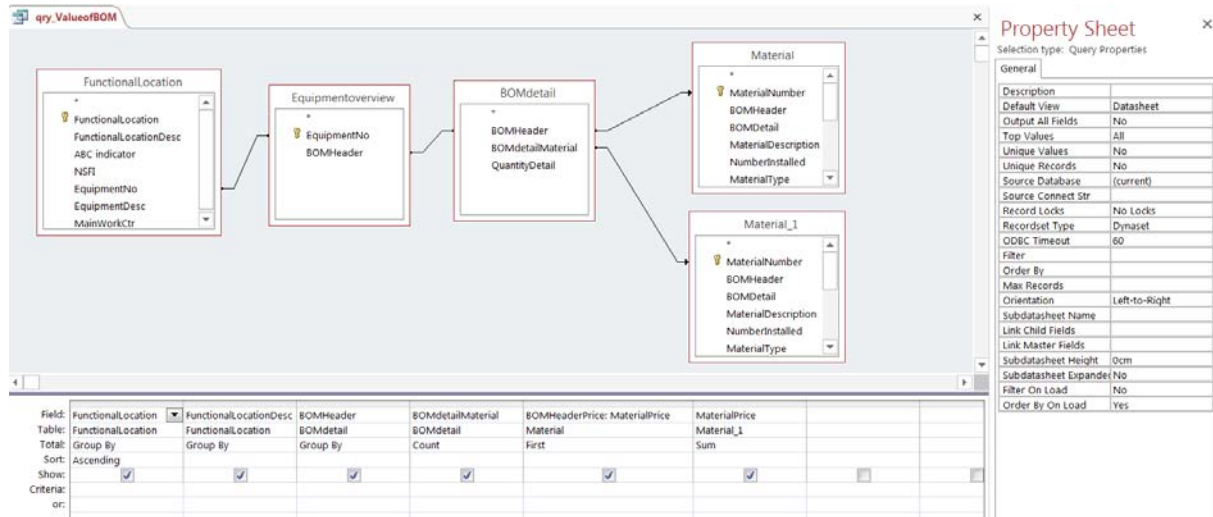 qry_ValueofBOM
FunctionalLocation
*
FunctionalLocation
FunctionalLocationDesc
ABC indicator
NSFI
EquipmentNo
EquipmentDesc
MainWorkCtr
Equipmentoverview
*
EquipmentNo
BOMHeader
BOMdetail
*
BOMHeader
BOMdetailMaterial
QuantityDetail
Material
*
MaterialNumber
BOMHeader
BOMDetail
MaterialDescription
NumberInstalled
MaterialType
Material_1
*
MaterialNumber
BOMHeader
BOMDetail
MaterialDescription
NumberInstalled
MaterialType
Field: FunctionalLocation FunctionalLocationDesc BOMHeader BOMdetailMaterial BOMHeaderPrice: MaterialPrice MaterialPrice
Table: FunctionalLocation FunctionalLocation BOMdetail BOMdetail Material Material_1
Total: Group By Group By Group By Count First Sum
Sort: Ascending
Show:
Criteria:
or:
Property Sheet
Selection type: Query Properties
General
Description
Default View Datasheet
Output All Fields No
Top Values All
Unique Values No
Unique Records No
Source Database (current)
Source Connect Str
Record Locks No Locks
Recordset Type Dynaset
ODBC Timeout 60
Filter
Order By
Max Records
Orientation Left-to-Right
Subdatasheet Name
Link Child Fields
Link Master Fields
Subdatasheet Height 0cm
Subdatasheet Expanded No
Filter On Load No
Order By On Load Yes